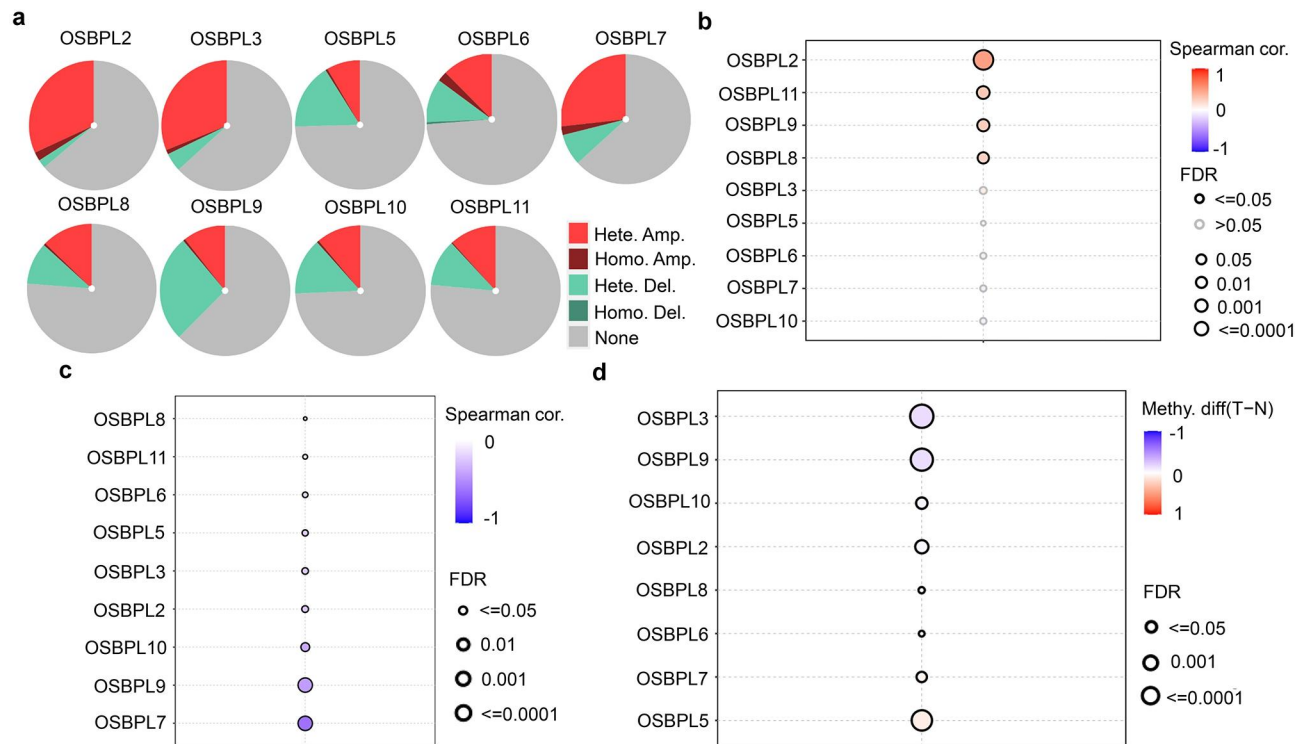 a
OSBPL2 OSBPL3 OSBPL5 OSBPL6 OSBPL7
OSBPL8 OSBPL9 OSBPL10 OSBPL11
Hete. Amp.
Homo. Amp.
Hete. Del.
Homo. Del.
None
b
OSBPL2
OSBPL11
OSBPL9
OSBPL8
OSBPL3
OSBPL5
OSBPL6
OSBPL7
OSBPL10
Spearman cor.
1
0
-1
FDR
<=0.05
>0.05
0.05
0.01
0.001
<=0.0001
c
OSBPL8
OSBPL11
OSBPL6
OSBPL5
OSBPL3
OSBPL2
OSBPL10
OSBPL9
OSBPL7
Spearman cor.
0
-1
FDR
<=0.05
0.01
0.001
<=0.0001
d
OSBPL3
OSBPL9
OSBPL10
OSBPL2
OSBPL8
OSBPL6
OSBPL7
OSBPL5
Methy. diff(T−N)
-1
0
1
FDR
<=0.05
0.001
<=0.0001